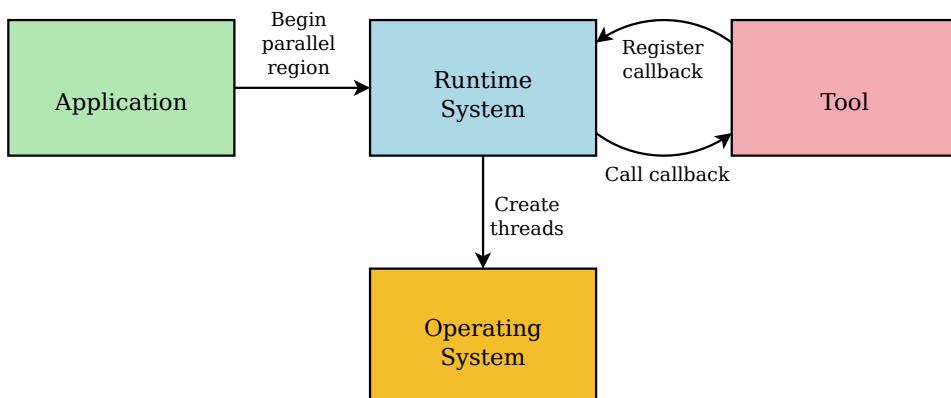 Begin
parallel
region
Application
Runtime
System
Register
callback
Tool
Call callback
Create
threads
Operating
System